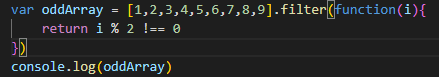 var oddArray = [1,2,3,4,5,6,7,8,9].filter(function(i){
    return i % 2 !== 0
})
console.log(oddArray)